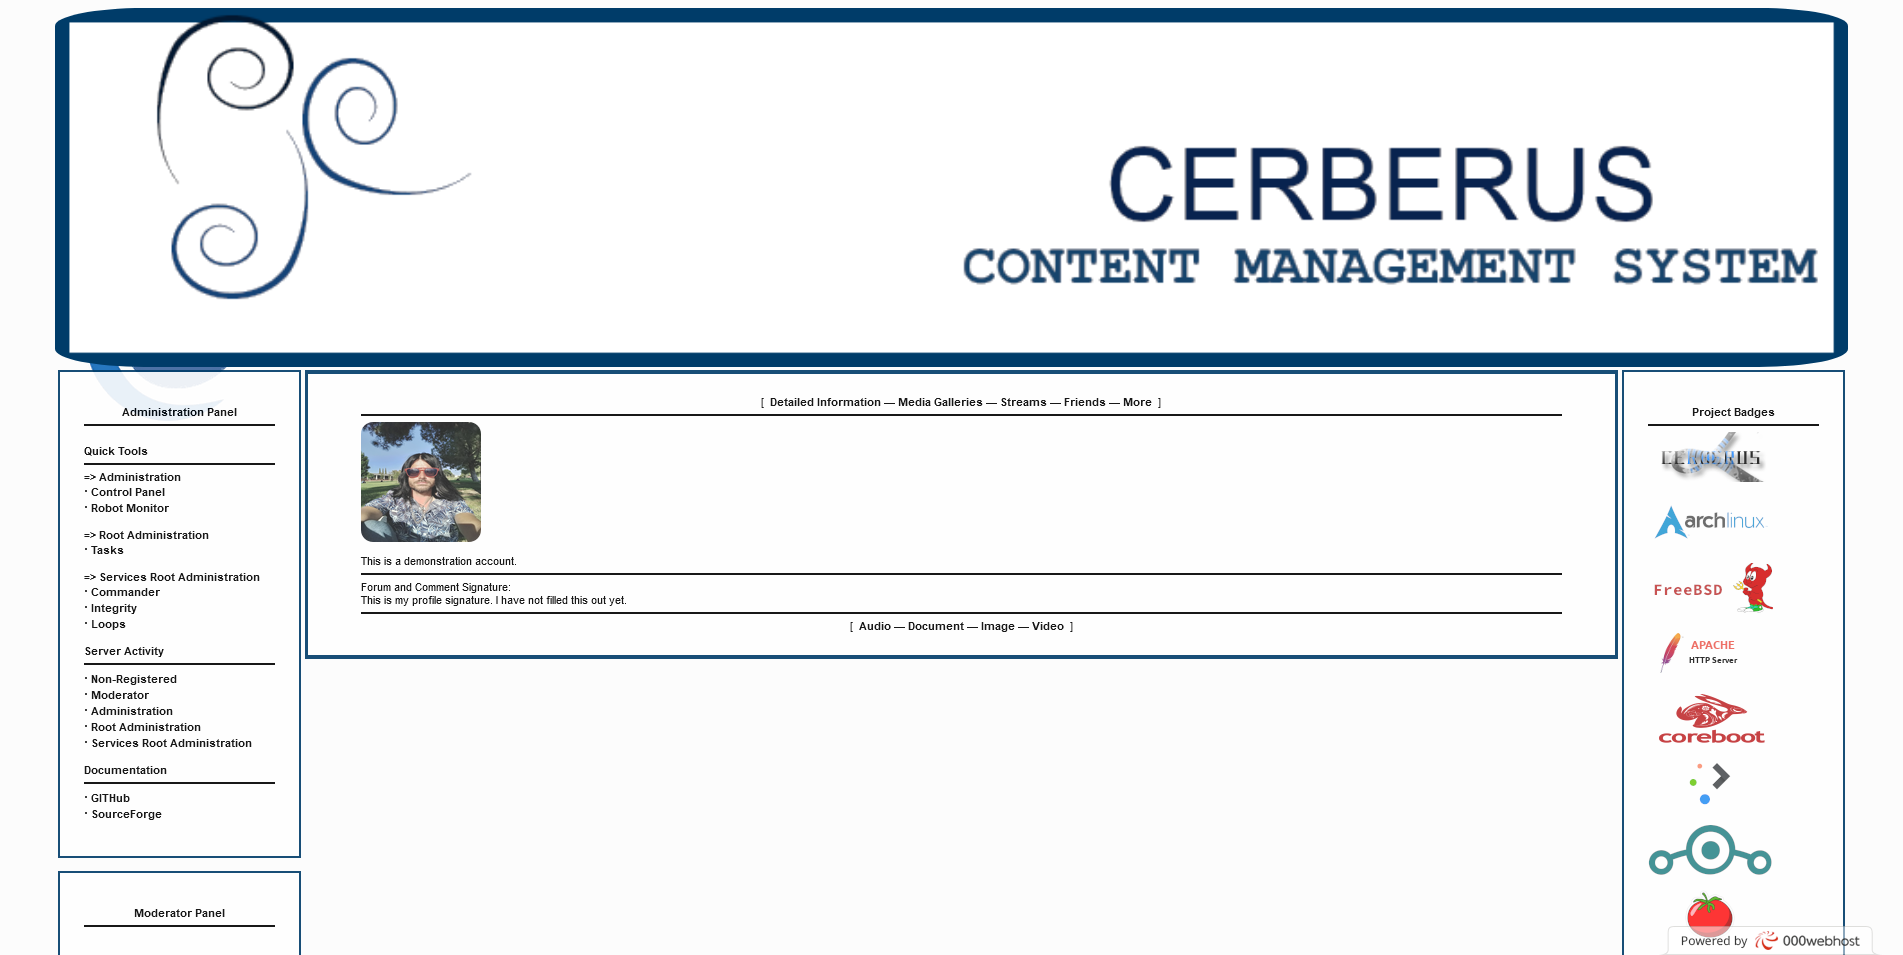 CERBERUS
CONTENT MANAGEMENT SYSTEM
Administration Panel
Quick Tools
=> Administration
· Control Panel
· Robot Monitor
=> Root Administration
· Tasks
=> Services Root Administration
· Commander
· Integrity
· Loops
Server Activity
· Non-Registered
· Moderator
· Administration
· Root Administration
· Services Root Administration
Documentation
· GITHub
· SourceForge
Moderator Panel
[ Detailed Information — Media Galleries — Streams — Friends — More ]
This is a demonstration account.
Forum and Comment Signature:
This is my profile signature. I have not filled this out yet.
[ Audio — Document — Image — Video ]
Project Badges
CERBERUS
archlinux
FreeBSD
APACHE
HTTP Server
coreboot
Powered by 000webhost